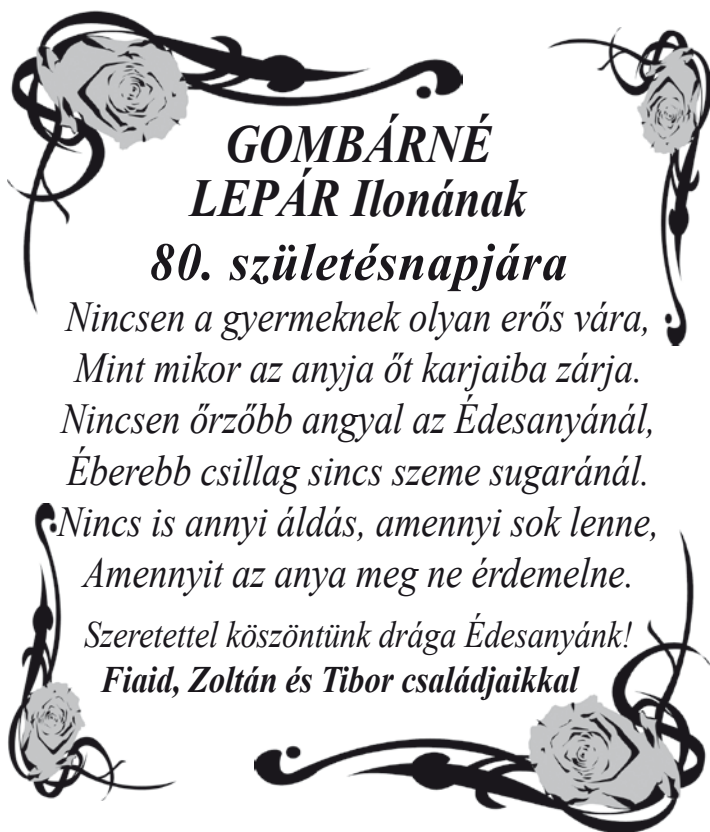 GOMBÁRNÉ
LEPÁR Ilonának
80. születésnapjára
Nincsen a gyermeknek olyan erős vára,
Mint mikor az anyja őt karjaiba zárja.
Nincsen őrzőbb angyal az Édesanyánál,
Éberebb csillag sincs szeme sugaránál.
Nincs is annyi áldás, amennyi sok lenne,
Amennyit az anya meg ne érdemelne.
Szeretettel köszöntünk drága Édesanyánk!
Fiaid, Zoltán és Tibor családjaikkal